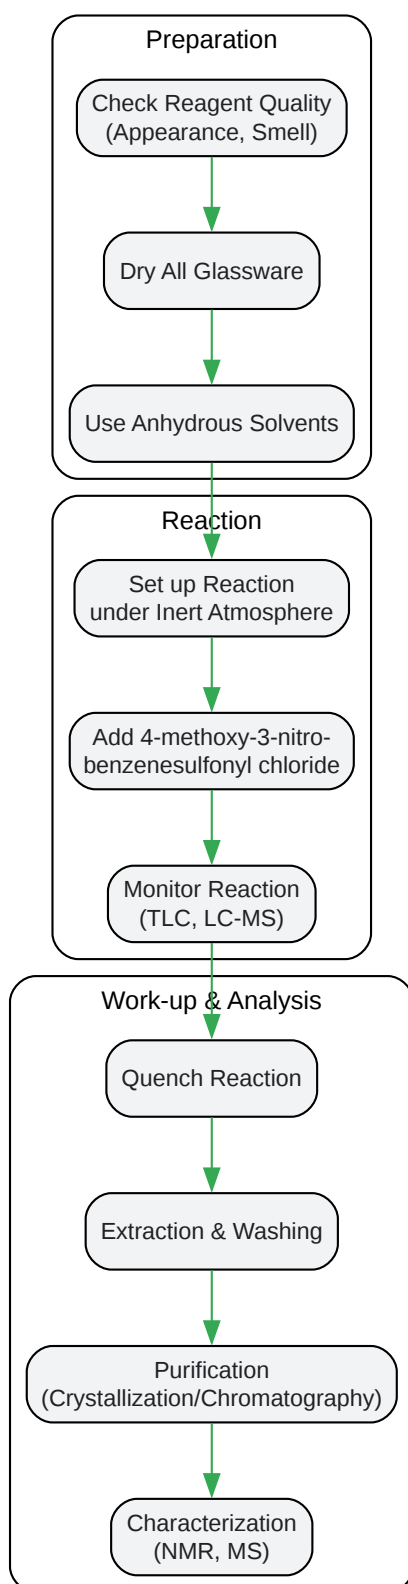 Preparation
Check Reagent Quality
(Appearance, Smell)
Dry All Glassware
Use Anhydrous Solvents
Reaction
Set up Reaction
under Inert Atmosphere
Add 4-methoxy-3-nitro-
benzenesulfonyl chloride
Monitor Reaction
(TLC, LC-MS)
Work-up & Analysis
Quench Reaction
Extraction & Washing
Purification
(Crystallization/Chromatography)
Characterization
(NMR, MS)